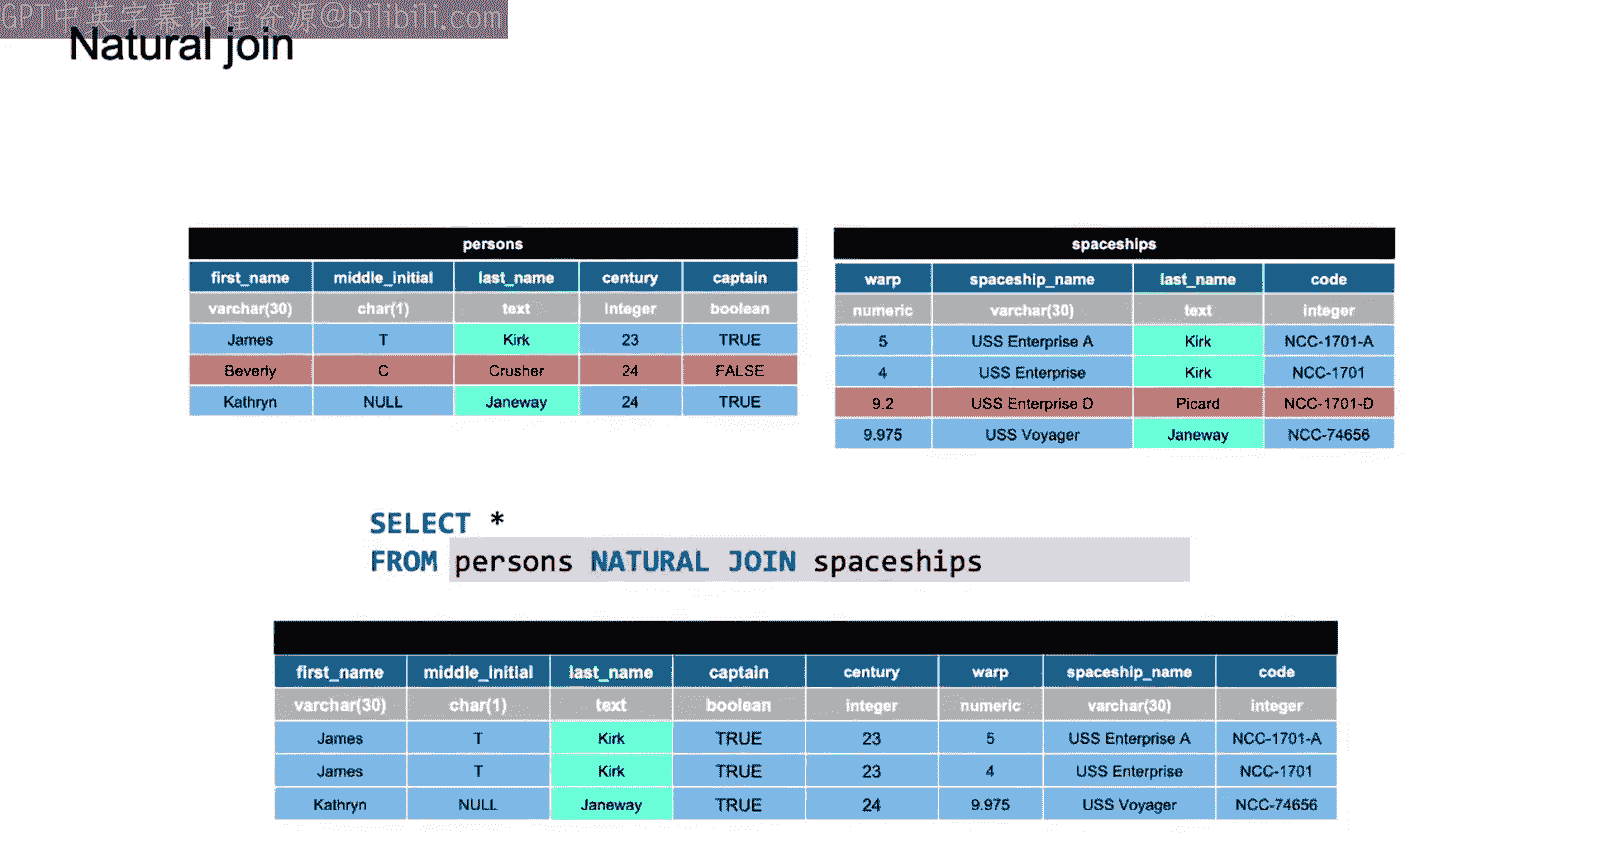 GPT中英字幕课程资源@bilibili.com
Natural join
persons
first_name middle_initial last_name century captain
varchar(30) char(1) text integer boolean
James T Kirk 23 TRUE
Beverly C Crusher 24 FALSE
Kathryn NULL Janeway 24 TRUE
spaceships
warp spaceship_name last_name code
numeric varchar(30) text integer
5 USS Enterprise A Kirk NCC-1701-A
4 USS Enterprise Kirk NCC-1701
9.2 USS Enterprise D Picard NCC-1701-D
9.975 USS Voyager Janeway NCC-74656
SELECT *
FROM persons NATURAL JOIN spaceships
first_name middle_initial last_name captain century warp spaceship_name code
varchar(30) char(1) text boolean integer numeric varchar(30) integer
James T Kirk TRUE 23 5 USS Enterprise A NCC-1701-A
James T Kirk TRUE 23 4 USS Enterprise NCC-1701
Kathryn NULL Janeway TRUE 24 9.975 USS Voyager NCC-74656